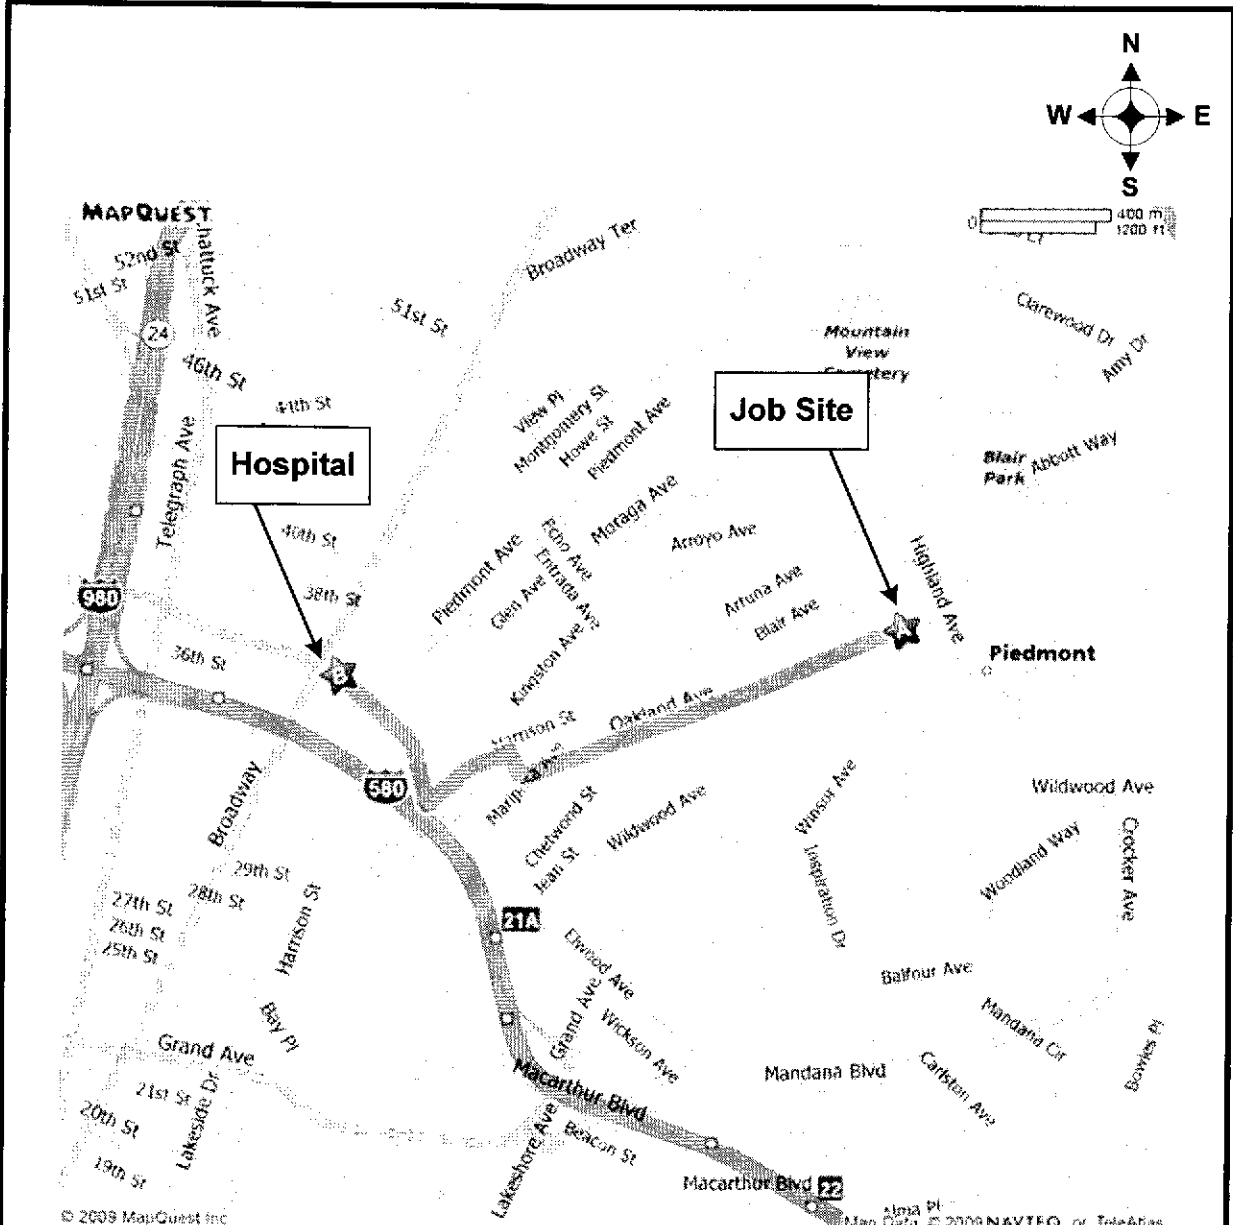 N
W E
S
MAPQUEST
400 m
0
1200 ft
52nd St
51st St
hattuck Ave
Broadway Ter
51st St
24
46th St
Clarewood Dr
Amy Dr
Mountain
View
Cemetery
44th St
View Pl
Montgomery St
Howe St
Piedmont Ave
Job Site
Hospital
Telegraph Ave
Blair
Park
Abbott Way
40th St
Moraga Ave
Arroyo Ave
Echo Ave
Entrada Ave
Piedmont Ave
Glen Ave
Highland Ave
980
38th St
Artuna Ave
Blair Ave
A
36th St
B
Kingston Ave
Piedmont
Oakland Ave
Harrison St
580
Broadway
Chetwood St
Jean St
Wildwood Ave
Winsor Ave
Wildwood Ave
Woodland Way
Crocker Ave
Inspiration Dr
29th St
28th St
27th St
26th St
25th St
Harrison St
21A
Elwood Ave
Grand Ave
Wickson Ave
Balfour Ave
Mandana Cir
Bowles Pl
Bay Pl
Grand Ave
Macarthur Blvd
Mandana Blvd
Carlston Ave
21st St
20th St
Lakeside Dr
19th St
Lakeshore Ave
Beacon St
Macarthur Blvd 22
Alma Pl
© 2009 MapQuest Inc
Map Data © 2009 NAVTEQ or TeleAtlas